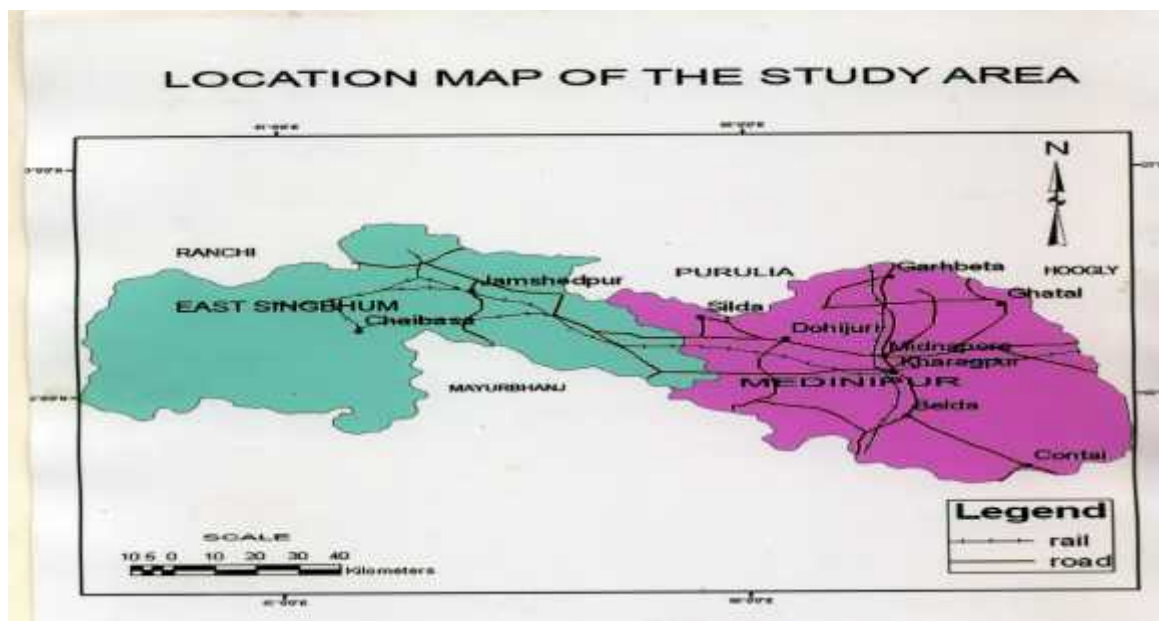 LOCATION MAP OF THE STUDY AREA
N
RANCHI
PURULIA
Garhbeta
HOOGLY
Jamshedpur
EAST SINGBHUM
Silda
Ghatal
Chaibasa
Dohijuri
Midnapore
Kharagpur
MAYURBHANJ
MEDINIPUR
Belda
Contai
Legend
rail
road
SCALE
10 5 0 10 20 30 40
Kilometers